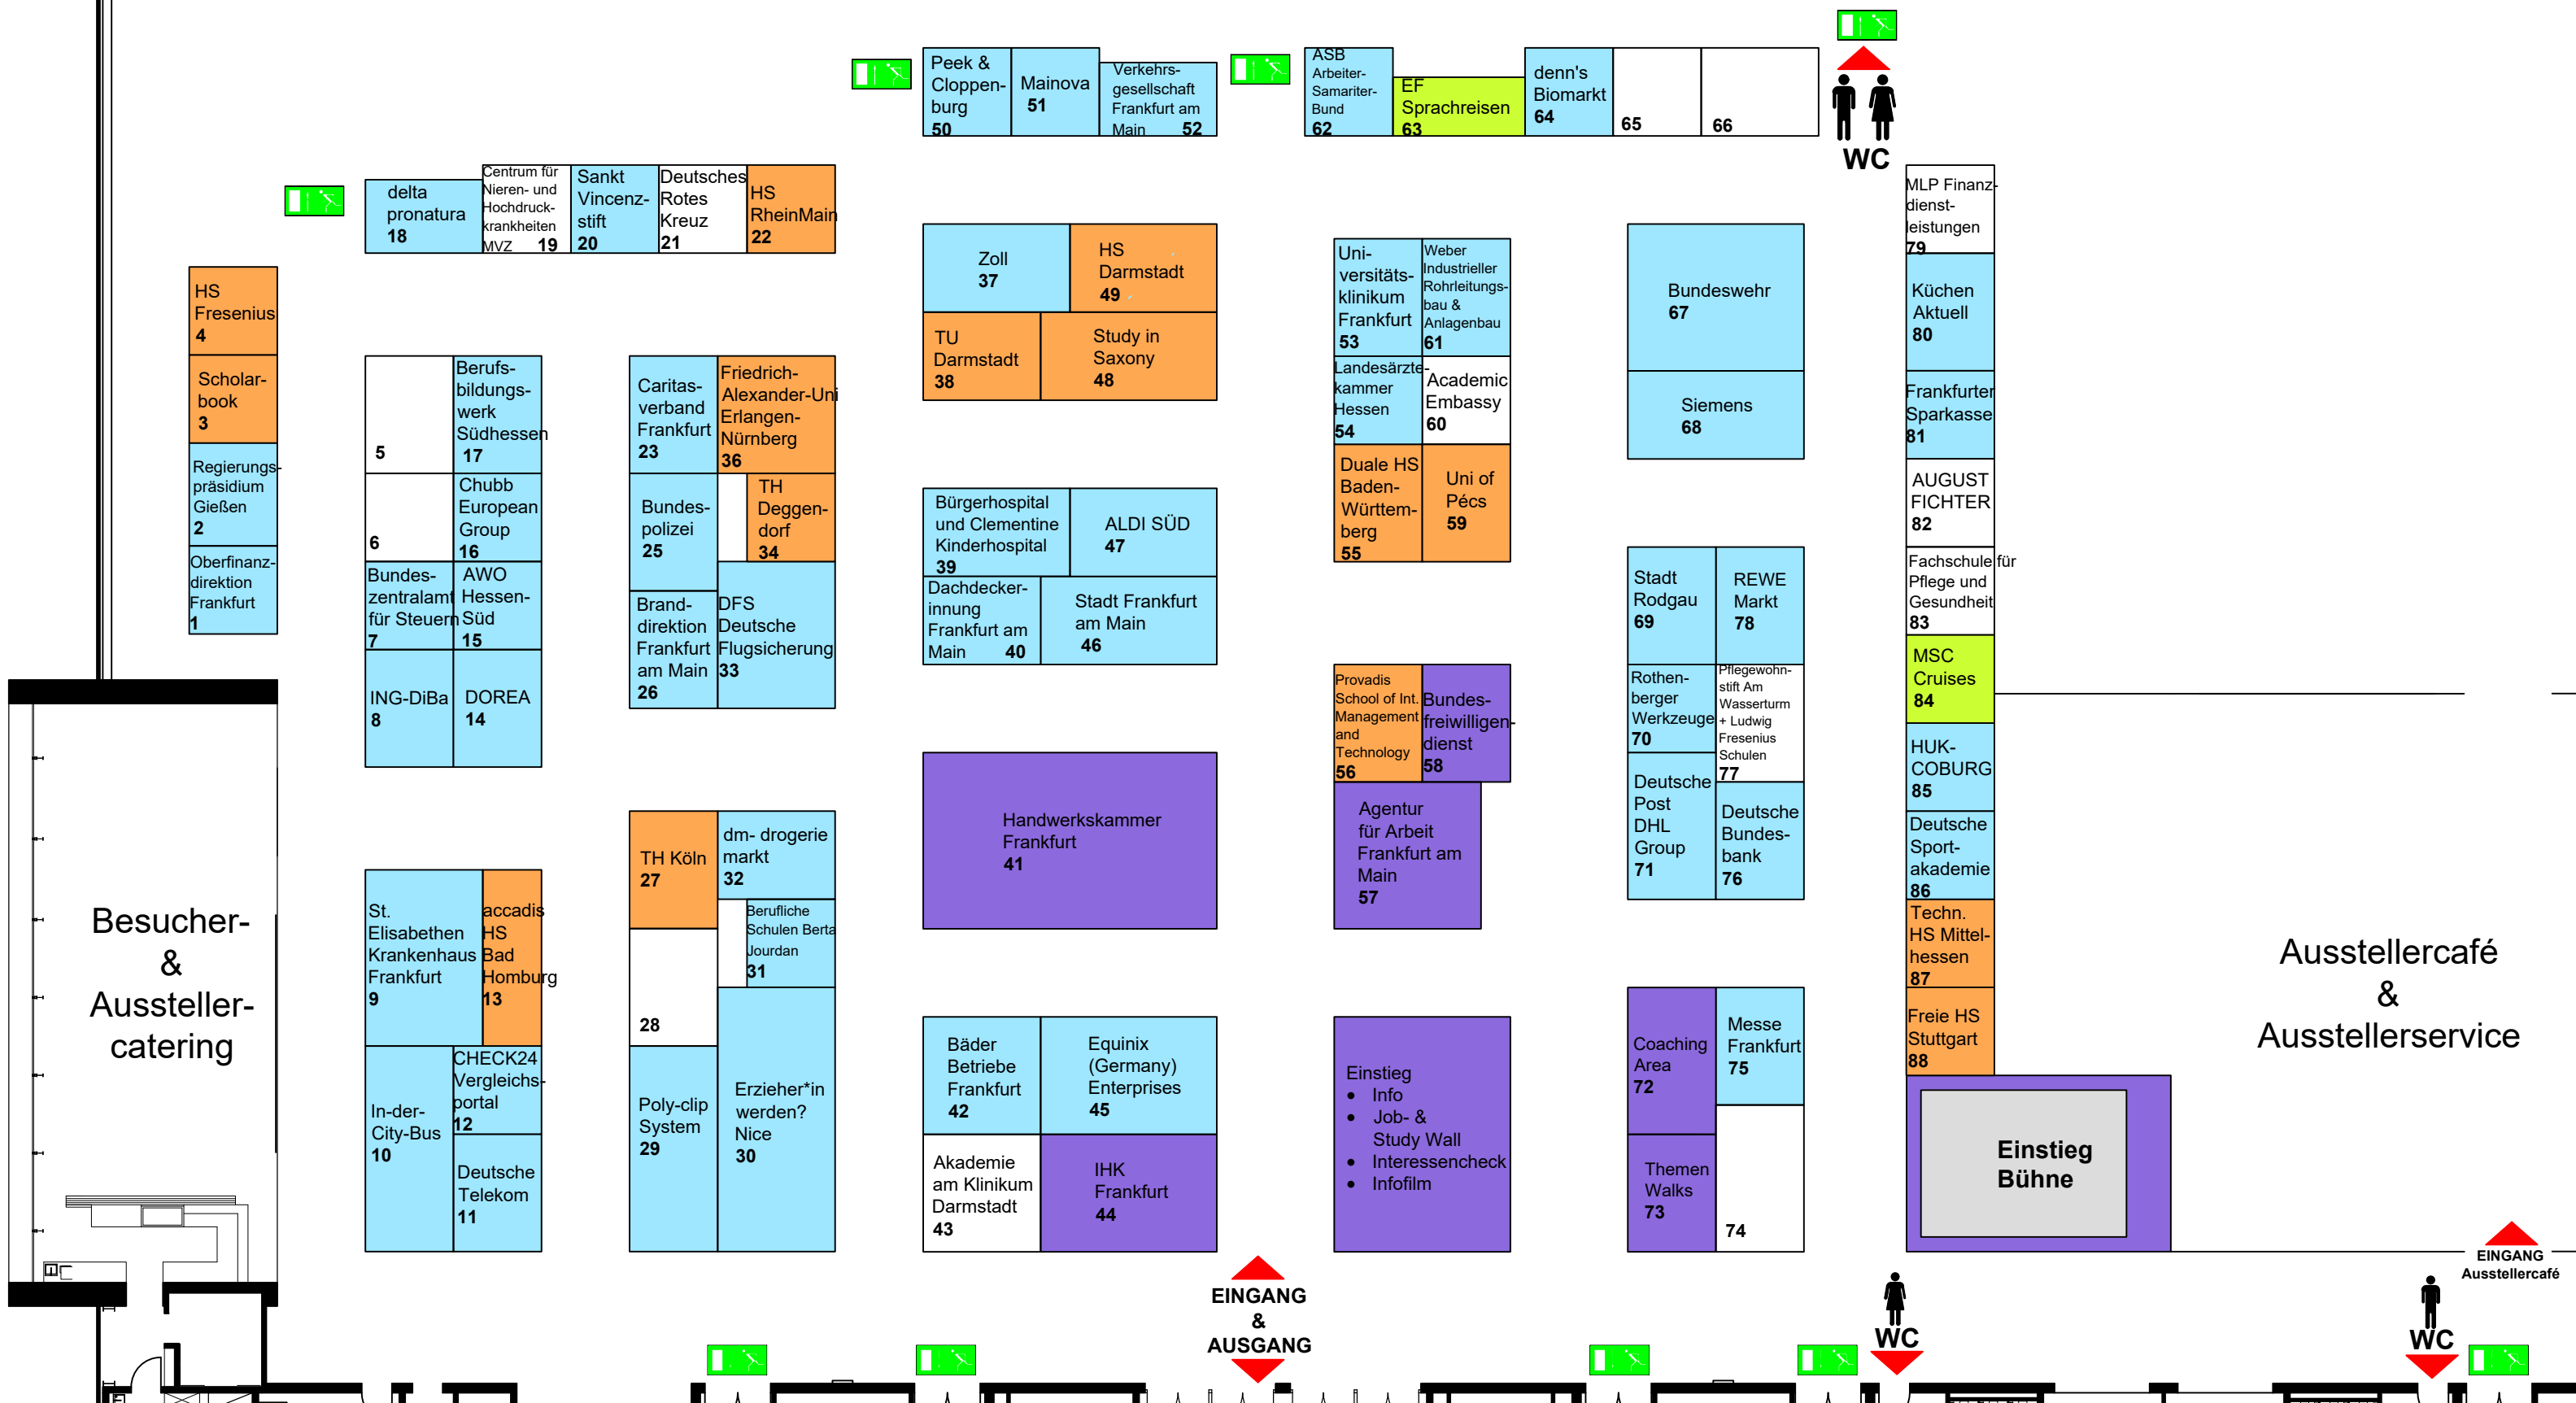 Peek &
Cloppen-
burg
50
Mainova
51
Verkehrs-
gesellschaft
Frankfurt am
Main 52
ASB
Arbeiter-
Samariter-
Bund
62
EF
Sprachreisen
63
denn's
Biomarkt
64
65
66
WC
delta
pronatura
18
Centrum für
Nieren- und
Hochdruck-
krankheiten
MVZ 19
Sankt
Vincenz-
stift
20
Deutsches
Rotes
Kreuz
21
HS
RheinMain
22
HS
Fresenius
4
Scholar-
book
3
Regierungs-
präsidium
Gießen
2
Oberfinanz-
direktion
Frankfurt
1
5
Berufs-
bildungs-
werk
Südhessen
17
6
Chubb
European
Group
16
Bundes-
zentralamt
für Steuern
7
AWO
Hessen-
Süd
15
ING-DiBa
8
DOREA
14
St.
Elisabethen
Krankenhaus
Frankfurt
9
accadis
HS
Bad
Homburg
13
In-der-
City-Bus
10
CHECK24
Vergleichs-
portal
12
Deutsche
Telekom
11
Caritas-
verband
Frankfurt
23
Friedrich-
Alexander-Uni
Erlangen-
Nürnberg
36
Bundes-
polizei
25
TH
Deggen-
dorf
34
Brand-
direktion
Frankfurt
am Main
26
DFS
Deutsche
Flugsicherung
33
TH Köln
27
dm- drogerie
markt
32
Berufliche
Schulen Berta
Jourdan
31
28
Poly-clip
System
29
Erzieher*in
werden?
Nice
30
Zoll
37
HS
Darmstadt
49
TU
Darmstadt
38
Study in
Saxony
48
Bürgerhospital
und Clementine
Kinderhospital
39
ALDI SÜD
47
Dachdecker-
innung
Frankfurt am
Main 40
Stadt Frankfurt
am Main
46
Handwerkskammer
Frankfurt
41
Bäder
Betriebe
Frankfurt
42
Equinix
(Germany)
Enterprises
45
Akademie
am Klinikum
Darmstadt
43
IHK
Frankfurt
44
Uni-
versitäts-
klinikum
Frankfurt
53
Weber
Industrieller
Rohrleitungs-
bau &
Anlagenbau
61
Landesärzte-
kammer
Hessen
54
Academic
Embassy
60
Duale HS
Baden-
Württem-
berg
55
Uni of
Pécs
59
Provadis
School of Int.
Management
and
Technology
56
Bundes-
freiwilligen-
dienst
58
Agentur
für Arbeit
Frankfurt am
Main
57
Einstieg
• Info
• Job- &
Study Wall
• Interessencheck
• Infofilm
Bundeswehr
67
Siemens
68
Stadt
Rodgau
69
REWE
Markt
78
Rothen-
berger
Werkzeuge
70
Pflegewohn-
stift Am
Wasserturm
+ Ludwig
Fresenius
Schulen
77
Deutsche
Post
DHL
Group
71
Deutsche
Bundes-
bank
76
Coaching
Area
72
Messe
Frankfurt
75
Themen
Walks
73
74
MLP Finanz-
dienst-
leistungen
79
Küchen
Aktuell
80
Frankfurter
Sparkasse
81
AUGUST
FICHTER
82
Fachschule für
Pflege und
Gesundheit
83
MSC
Cruises
84
HUK-
COBURG
85
Deutsche
Sport-
akademie
86
Techn.
HS Mittel-
hessen
87
Freie HS
Stuttgart
88
Einstieg
Bühne
Besucher-
&
Aussteller-
catering
Ausstellercafé
&
Ausstellerservice
EINGANG
&
AUSGANG
WC
EINGANG
Ausstellercafé
WC